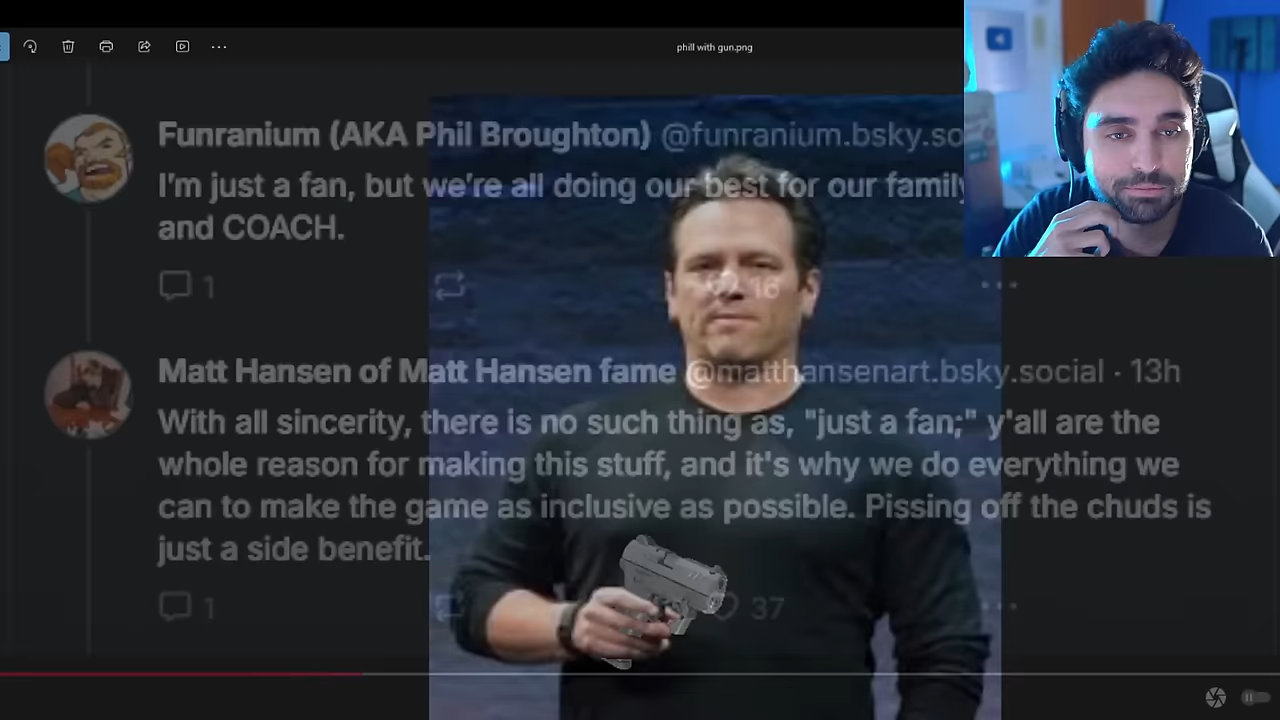 phill with gun.png
Funranium (AKA Phil Broughton) @funranium.bsky.so
I'm just a fan, but we're all doing our best for our family
and COACH.
1
16
Matt Hansen of Matt Hansen fame @matthansenart.bsky.social · 13h
With all sincerity, there is no such thing as, "just a fan;" y'all are the
whole reason for making this stuff, and it's why we do everything we
can to make the game as inclusive as possible. Pissing off the chuds is
just a side benefit.
1
37